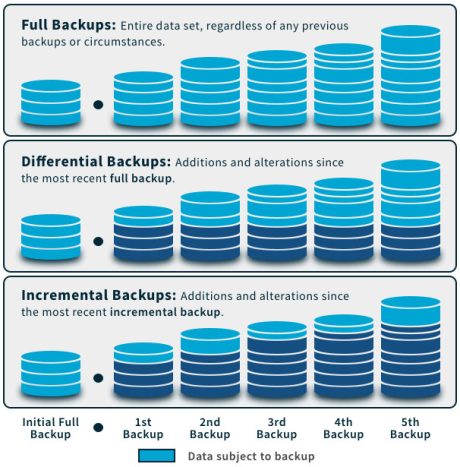 Full Backups: Entire data set, regardless of any previous
backups or circumstances.
Differential Backups: Additions and alterations since
the most recent full backup.
Incremental Backups: Additions and alterations since
the most recent incremental backup.
Initial Full
Backup
1st
Backup
2nd
Backup
3rd
Backup
4th
Backup
5th
Backup
Data subject to backup